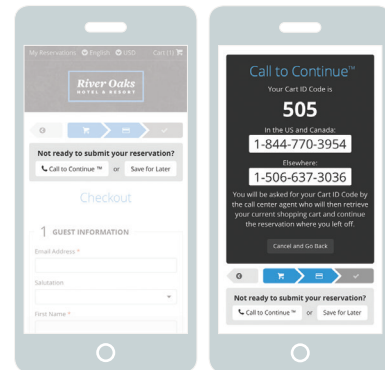 My Reservations English USD Cart (1)
River Oaks
HOTEL & RESORT
Not ready to submit your reservation?
Call to Continue ™ or Save for Later
Checkout
1 GUEST INFORMATION
Email Address *
Salutation
First Name *
Call to Continue™
Your Cart ID Code is
505
In the US and Canada:
1-844-770-3954
Elsewhere:
1-506-637-3036
You will be asked for your Cart ID Code by
the call center agent who will then retrieve
your current shopping cart and continue
the reservation where you left off.
Cancel and Go Back
Not ready to submit your reservation?
Call to Continue ™ or Save for Later